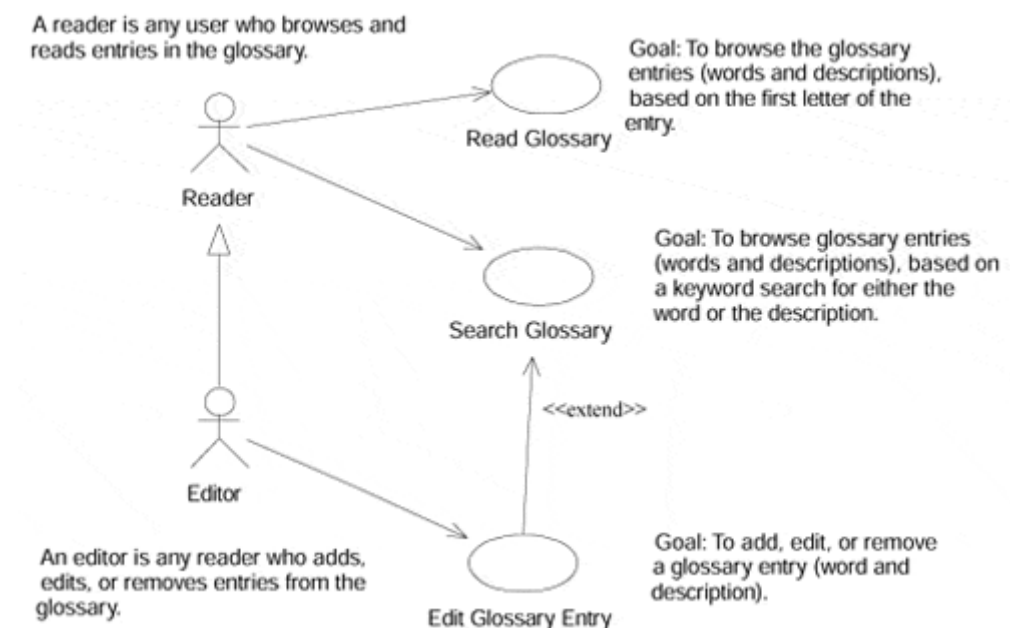 A reader is any user who browses and
reads entries in the glossary.
Goal: To browse the glossary
entries (words and descriptions),
based on the first letter of the
entry.
Read Glossary
Reader
Goal: To browse glossary entries
(words and descriptions), based on
a keyword search for either the
word or the description.
Search Glossary
<<extend>>
Editor
An editor is any reader who adds,
edits, or removes entries from the
glossary.
Goal: To add, edit, or remove
a glossary entry (word and
description).
Edit Glossary Entry